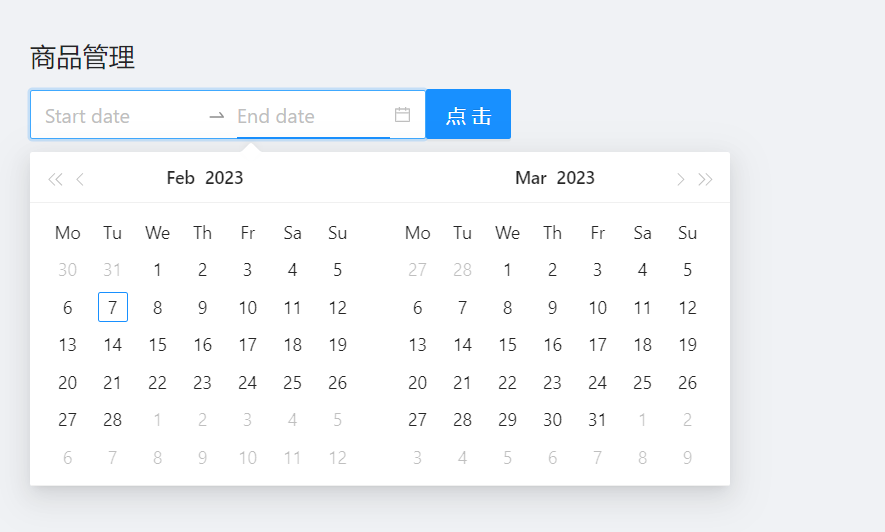 商品管理
Start date → End date 点 击
Feb 2023 Mar 2023
Mo Tu We Th Fr Sa Su Mo Tu We Th Fr Sa Su
30 31 1 2 3 4 5 27 28 1 2 3 4 5
6 7 8 9 10 11 12 6 7 8 9 10 11 12
13 14 15 16 17 18 19 13 14 15 16 17 18 19
20 21 22 23 24 25 26 20 21 22 23 24 25 26
27 28 1 2 3 4 5 27 28 29 30 31 1 2
6 7 8 9 10 11 12 3 4 5 6 7 8 9